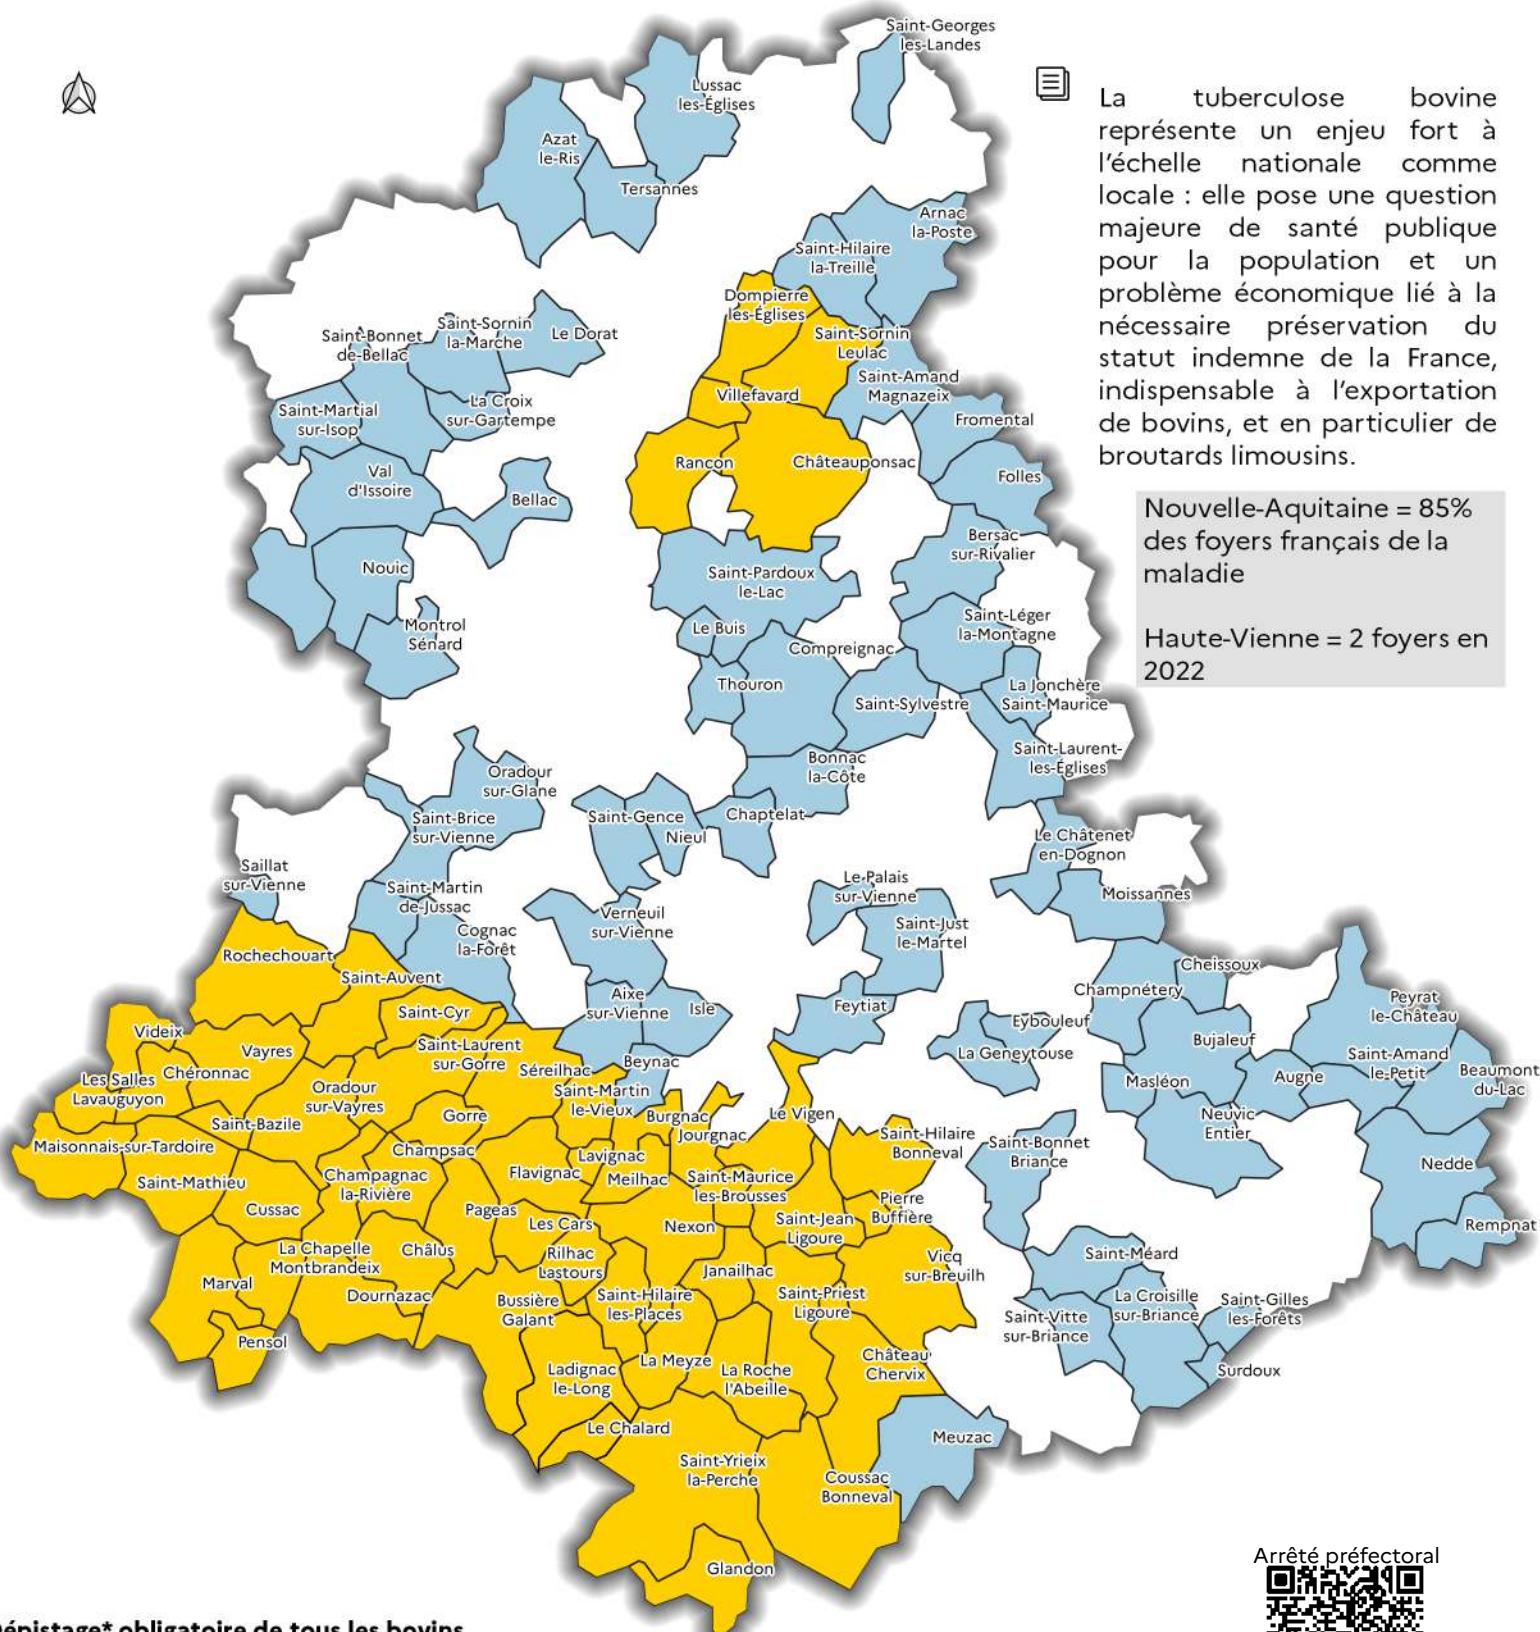 Saint-Georges
les-Landes
Lussac
les-Églises
Azat
le-Ris
Tersannes
La tuberculose bovine
représente un enjeu fort à
l'échelle nationale comme
locale : elle pose une question
majeure de santé publique
pour la population et un
problème économique lié à la
nécessaire préservation du
statut indemne de la France,
indispensable à l'exportation
de bovins, et en particulier de
broutards limousins.
Nouvelle-Aquitaine = 85%
des foyers français de la
maladie
Haute-Vienne = 2 foyers en
2022
Arnac
la-Poste
Saint-Hilaire
la-Treille
Dompierre
les-Églises
Saint-Sornin
Leulac
Saint-Bonnet
de-Bellac
Saint-Sornin
la-Marche
Le Dorat
Saint-Amand
Magnazeix
Villefavard
La Croix
sur-Gartempe
Saint-Martial
sur-Isop
Fromental
Rancon
Châteauponsac
Val
d'Issoire
Folles
Bellac
Bersac
sur-Rivalier
Nouic
Saint-Pardoux
le-Lac
Montrol
Sénard
Le Buis
Saint-Léger
la-Montagne
Compreignac
Thouron
La Jonchère
Saint-Maurice
Saint-Sylvestre
Saint-Laurent-
les-Églises
Bonnac
la-Côte
Oradour
sur-Glane
Saint-Brice
sur-Vienne
Saint-Gence
Nieul
Chaptelat
Le Châtenet
en-Dognon
Saillat
sur-Vienne
Saint-Martin
de-Jussac
Le Palais
sur-Vienne
Moissannes
Cognac
la-Forêt
Verneuil
sur-Vienne
Saint-Just
le-Martel
Rochechouart
Saint-Auvent
Cheissoux
Champnétery
Aixe
sur-Vienne
Isle
Feytiat
Peyrat
le-Château
Saint-Cyr
Videix
Vayres
Saint-Laurent
sur-Gorre
Eybouleuf
La Geneytouse
Bujaleuf
Séreilhac
Beynac
Saint-Amand
le-Petit
Chéronnac
Les Salles
Lavauguyon
Oradour
sur-Vayres
Saint-Martin
le-Vieux
Masléon
Augne
Beaumont
du-Lac
Saint-Bazile
Gorre
Burgnac
Jourgnac
Le Vigen
Neuvic
Entier
Maisonnais-sur-Tardoire
Champsac
Lavignac
Saint-Hilaire
Bonneval
Saint-Bonnet
Briance
Saint-Mathieu
Champagnac
la-Rivière
Flavignac
Meilhac
Saint-Maurice
les-Brousses
Nedde
Cussac
Pageas
Les Cars
Nexon
Saint-Jean
Ligoure
Pierre
Buffière
Rempnat
La Chapelle
Montbrandeix
Châlus
Rilhac
Lastours
Janailhac
Vicq
sur-Breuilh
Saint-Méard
Marval
Dournazac
Bussière
Galant
Saint-Hilaire
les-Places
Saint-Priest
Ligoure
La Croisille
sur-Briance
Saint-Gilles
les-Forêts
Saint-Vitte
sur-Briance
Pensol
Ladignac
le-Long
La Meyze
La Roche
l'Abeille
Château
Chervix
Surdoux
Le Chalard
Meuzac
Saint-Yrieix
la-Perche
Coussac
Bonneval
Glandon
Arrêté préfectoral
Dépistage* obligatoire de tous les bovins